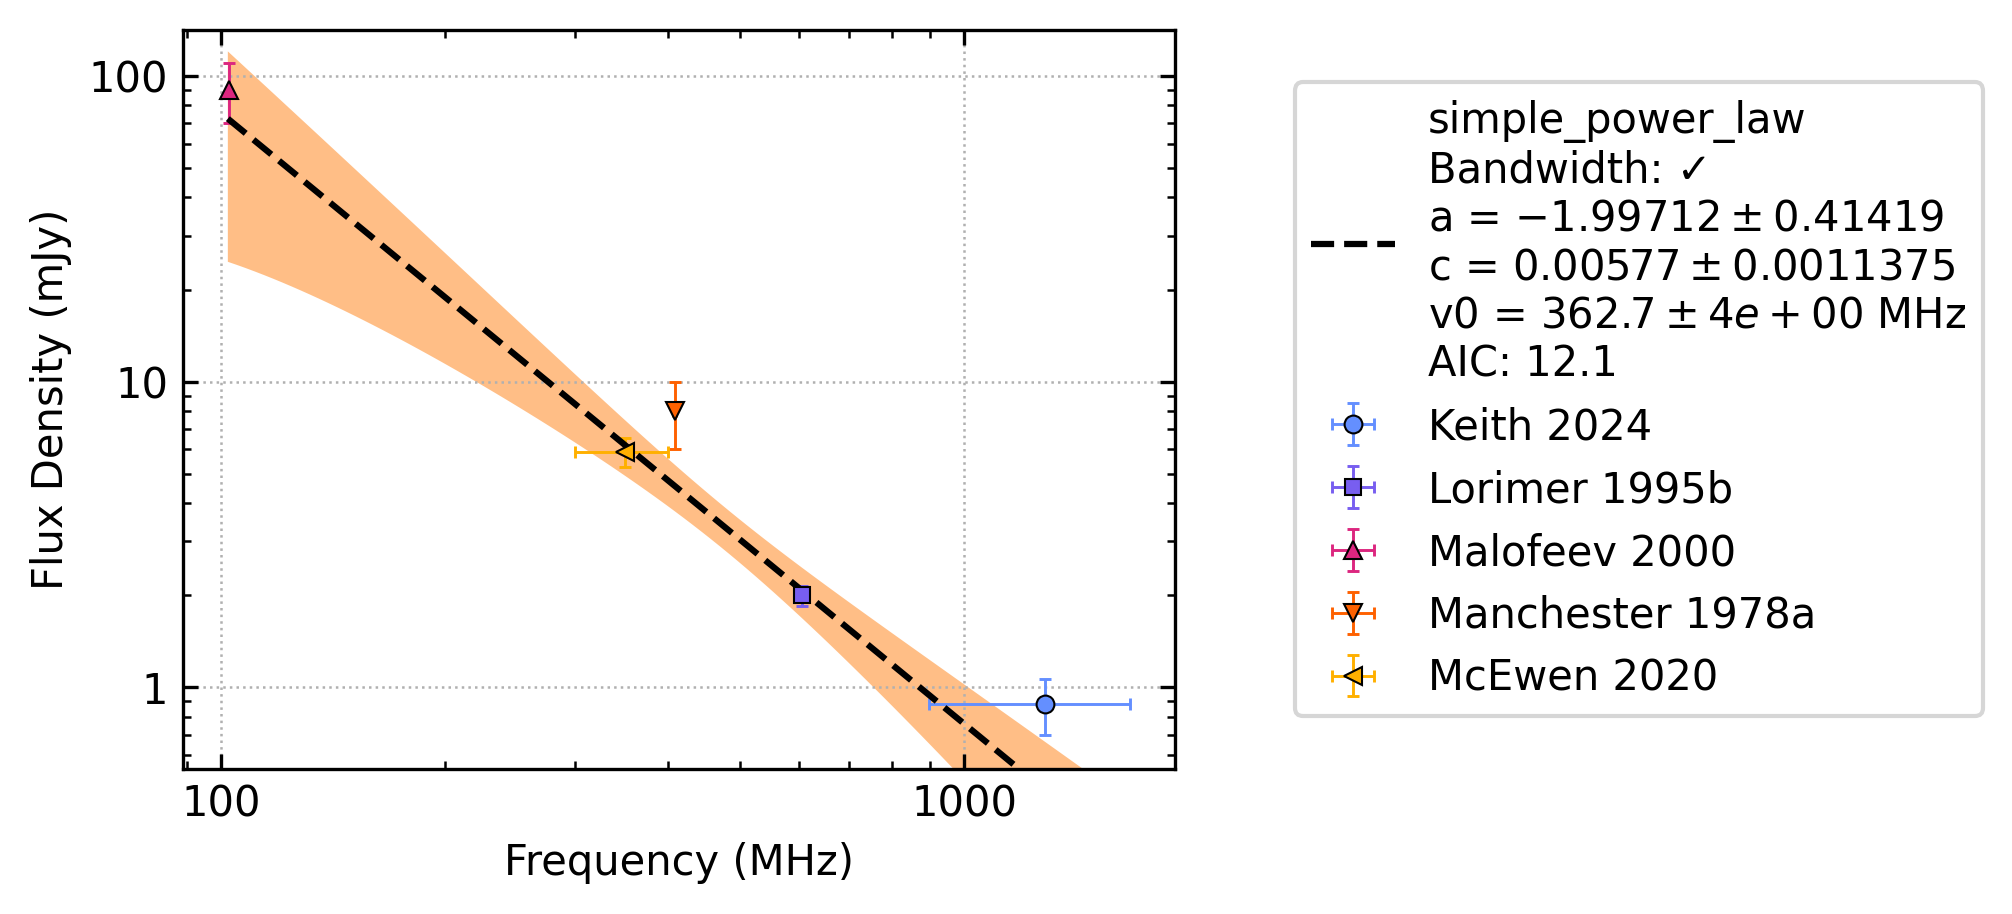 100
10
1
Flux Density (mJy)
100
1000
Frequency (MHz)
simple_power_law
Bandwidth: ✓
a = −1.99712 ± 0.41419
c = 0.00577 ± 0.0011375
v0 = 362.7 ± 4e + 00 MHz
AIC: 12.1
Keith 2024
Lorimer 1995b
Malofeev 2000
Manchester 1978a
McEwen 2020